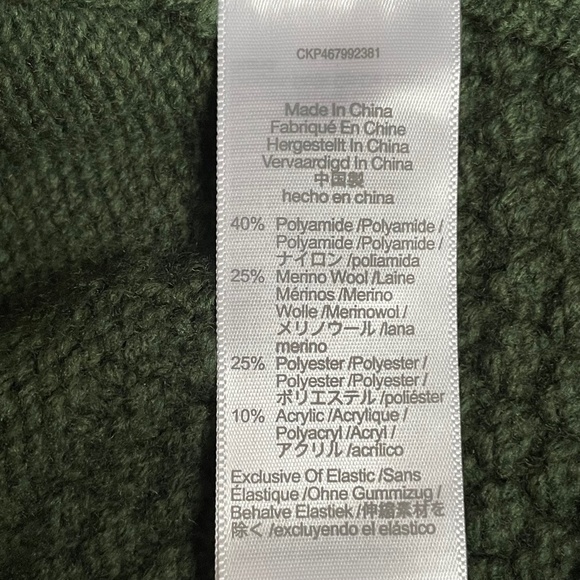 CKP467992381
Made In China
Fabriqué En Chine
Hergestellt In China
Vervaardigd In China
中国製
hecho en china
40% Polyamide /Polyamide /
Polyamide /Polyamide /
ナイロン /poliamida
25% Merino Wool /Laine
Mérinos /Merino
Wolle /Merinowol /
メリノウール /lana
merino
25% Polyester /Polyester /
Polyester /Polyester /
ポリエステル /poliéster
10% Acrylic /Acrylique /
Polyacryl /Acryl /
アクリル /acrílico
Exclusive Of Elastic /Sans
Élastique /Ohne Gummizug /
Behalve Elastiek /伸縮素材を
除く /excluyendo el elástico